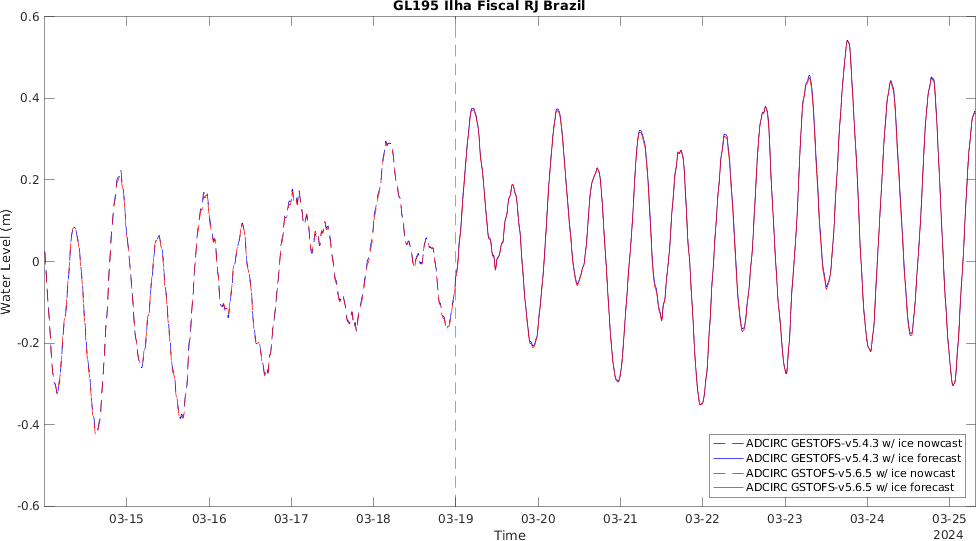 GL195 Ilha Fiscal RJ Brazil
0.6
0.4
0.2
0
-0.2
-0.4
-0.6
Water Level (m)
ADCIRC GESTOFS-v5.4.3 w/ ice nowcast
ADCIRC GESTOFS-v5.4.3 w/ ice forecast
ADCIRC GSTOFS-v5.6.5 w/ ice nowcast
ADCIRC GSTOFS-v5.6.5 w/ ice forecast
03-15 03-16 03-17 03-18 03-19 03-20 03-21 03-22 03-23 03-24 03-25
Time
2024